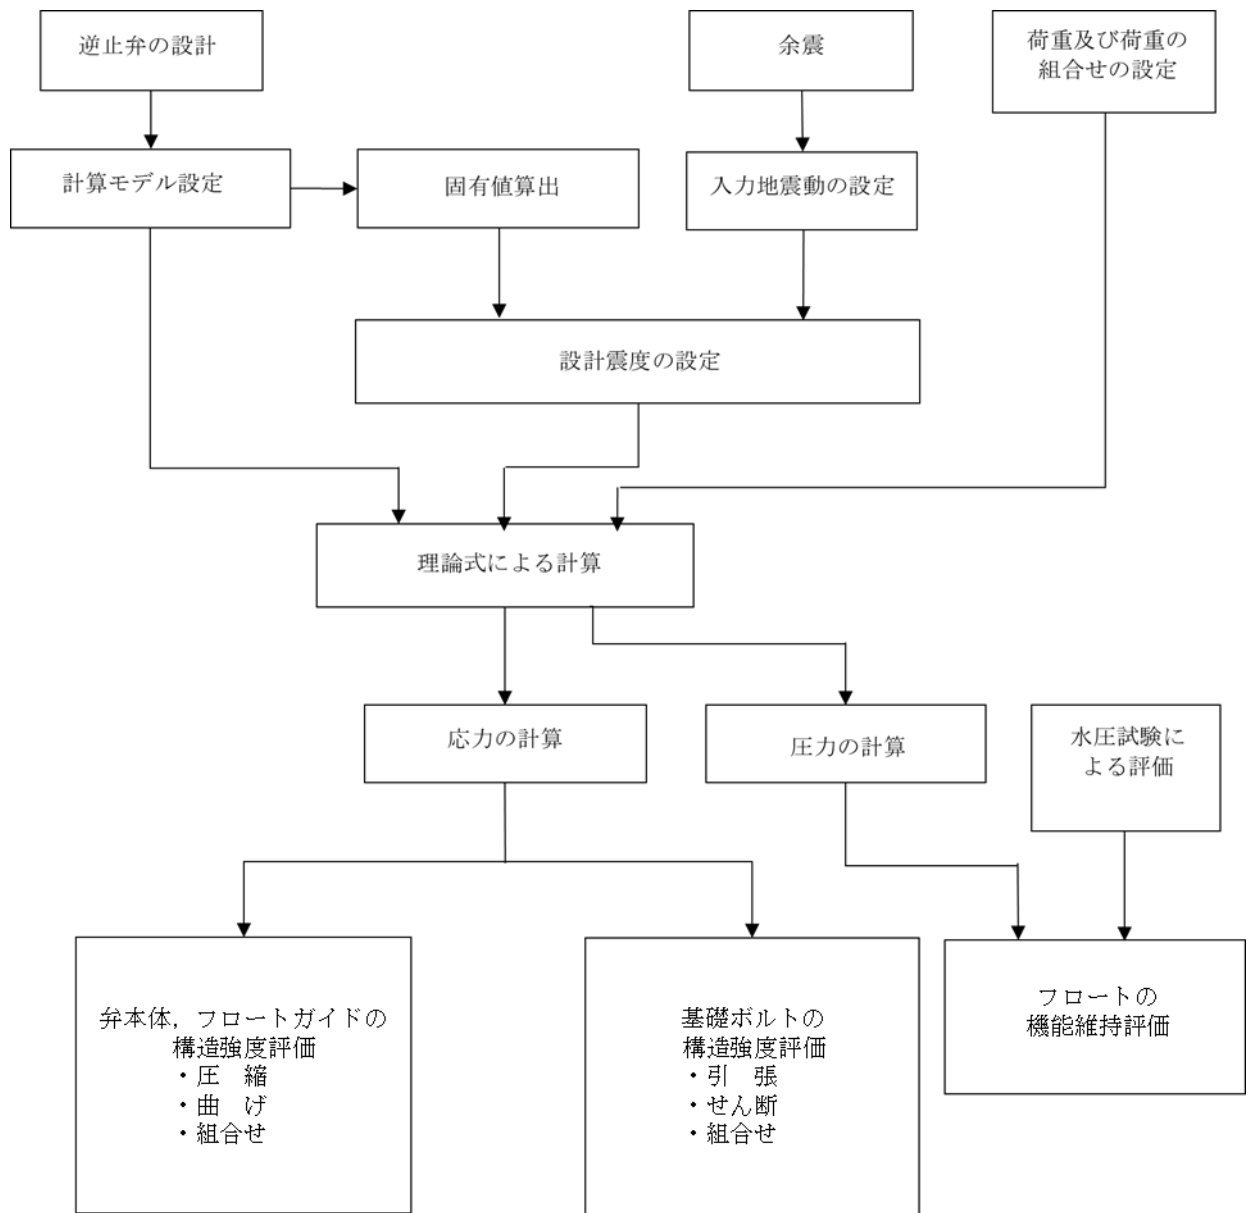 逆止弁の設計
余震
荷重及び荷重の
組合せの設定
計算モデル設定
固有値算出
入力地震動の設定
設計震度の設定
理論式による計算
応力の計算
圧力の計算
水圧試験に
よる評価
弁本体，フロートガイドの
構造強度評価
・圧　縮
・曲　げ
・組合せ
基礎ボルトの
構造強度評価
・引　張
・せん断
・組合せ
フロートの
機能維持評価